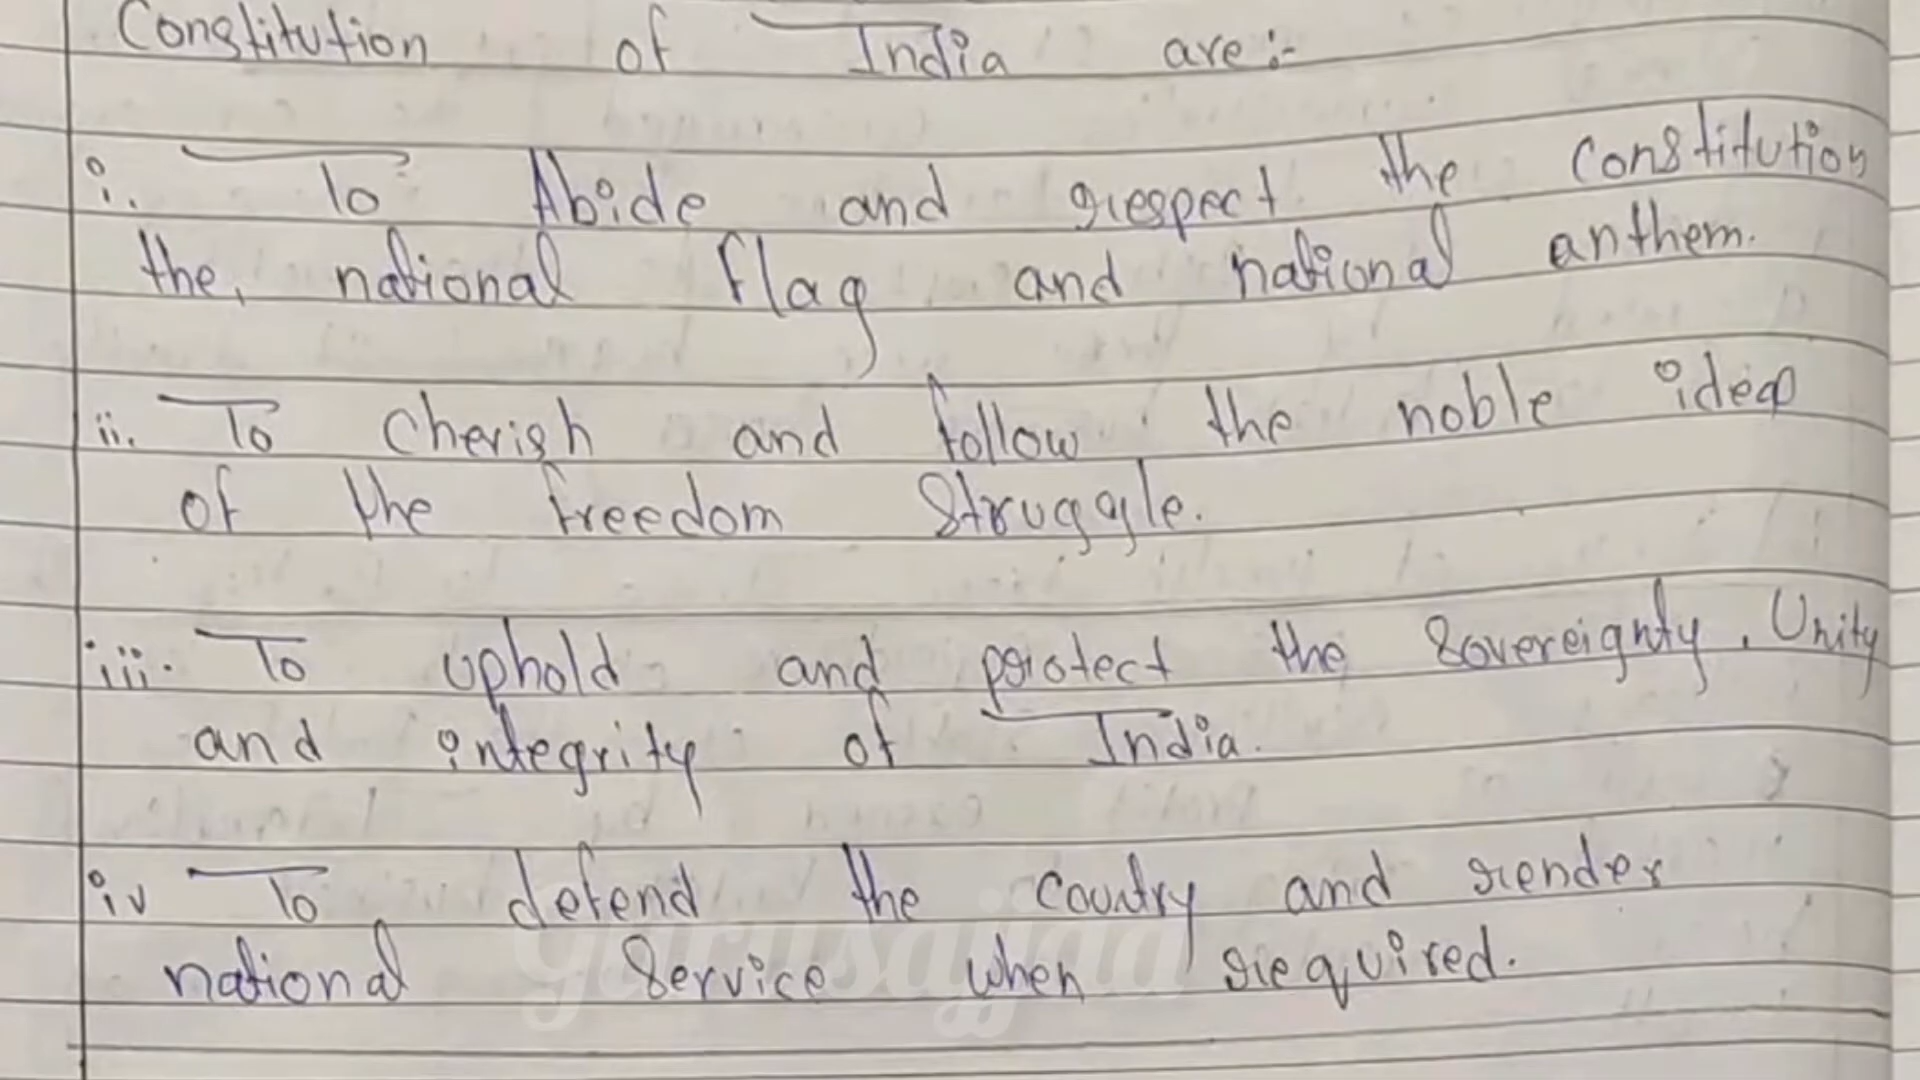 Constitution of India are:-
i. To Abide and respect the Constitution
the, national flag and national anthem.
ii. To Cherish and follow the noble idea
of the freedom Struggle.
iii. To uphold and protect the Sovereignty, Unity
and integrity of India.
iv To defend the Country and render
national Service when required.
gurusajjad